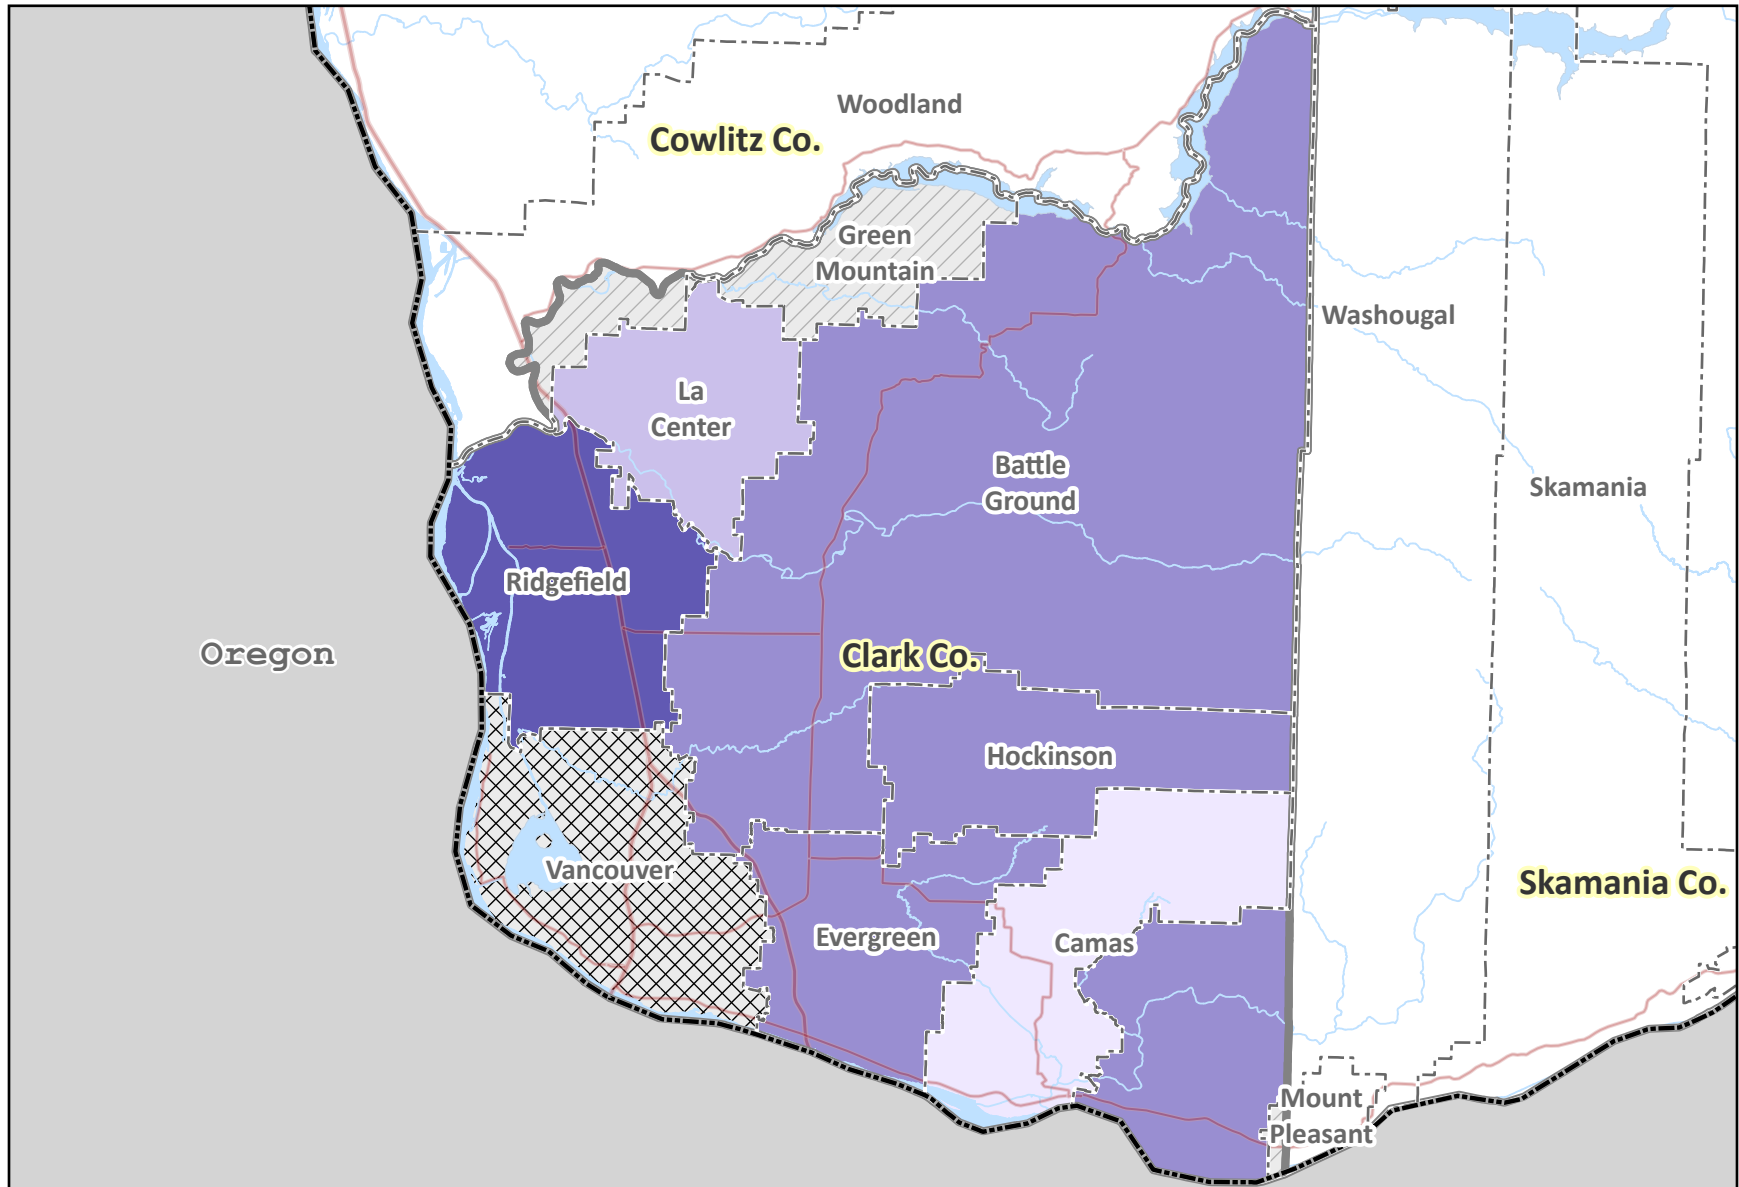 Woodland
Cowlitz Co.
Green
Mountain
Washougal
La
Center
Battle
Ground
Skamania
Ridgefield
Oregon
Clark Co.
Hockinson
Vancouver
Skamania Co.
Evergreen
Camas
Mount
Pleasant